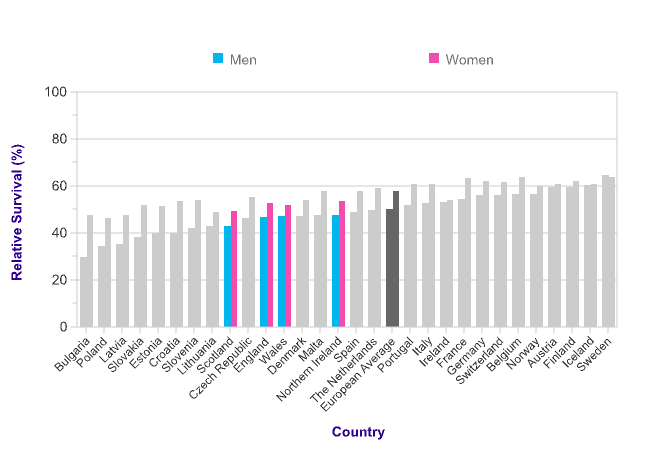 Men
Women
Relative Survival (%)
100
80
60
40
20
0
Bulgaria
Poland
Latvia
Slovakia
Estonia
Croatia
Slovenia
Lithuania
Scotland
Czech Republic
England
Wales
Denmark
Malta
Northern Ireland
Spain
The Netherlands
European Average
Portugal
Italy
Ireland
France
Germany
Switzerland
Belgium
Norway
Austria
Finland
Iceland
Sweden
Country